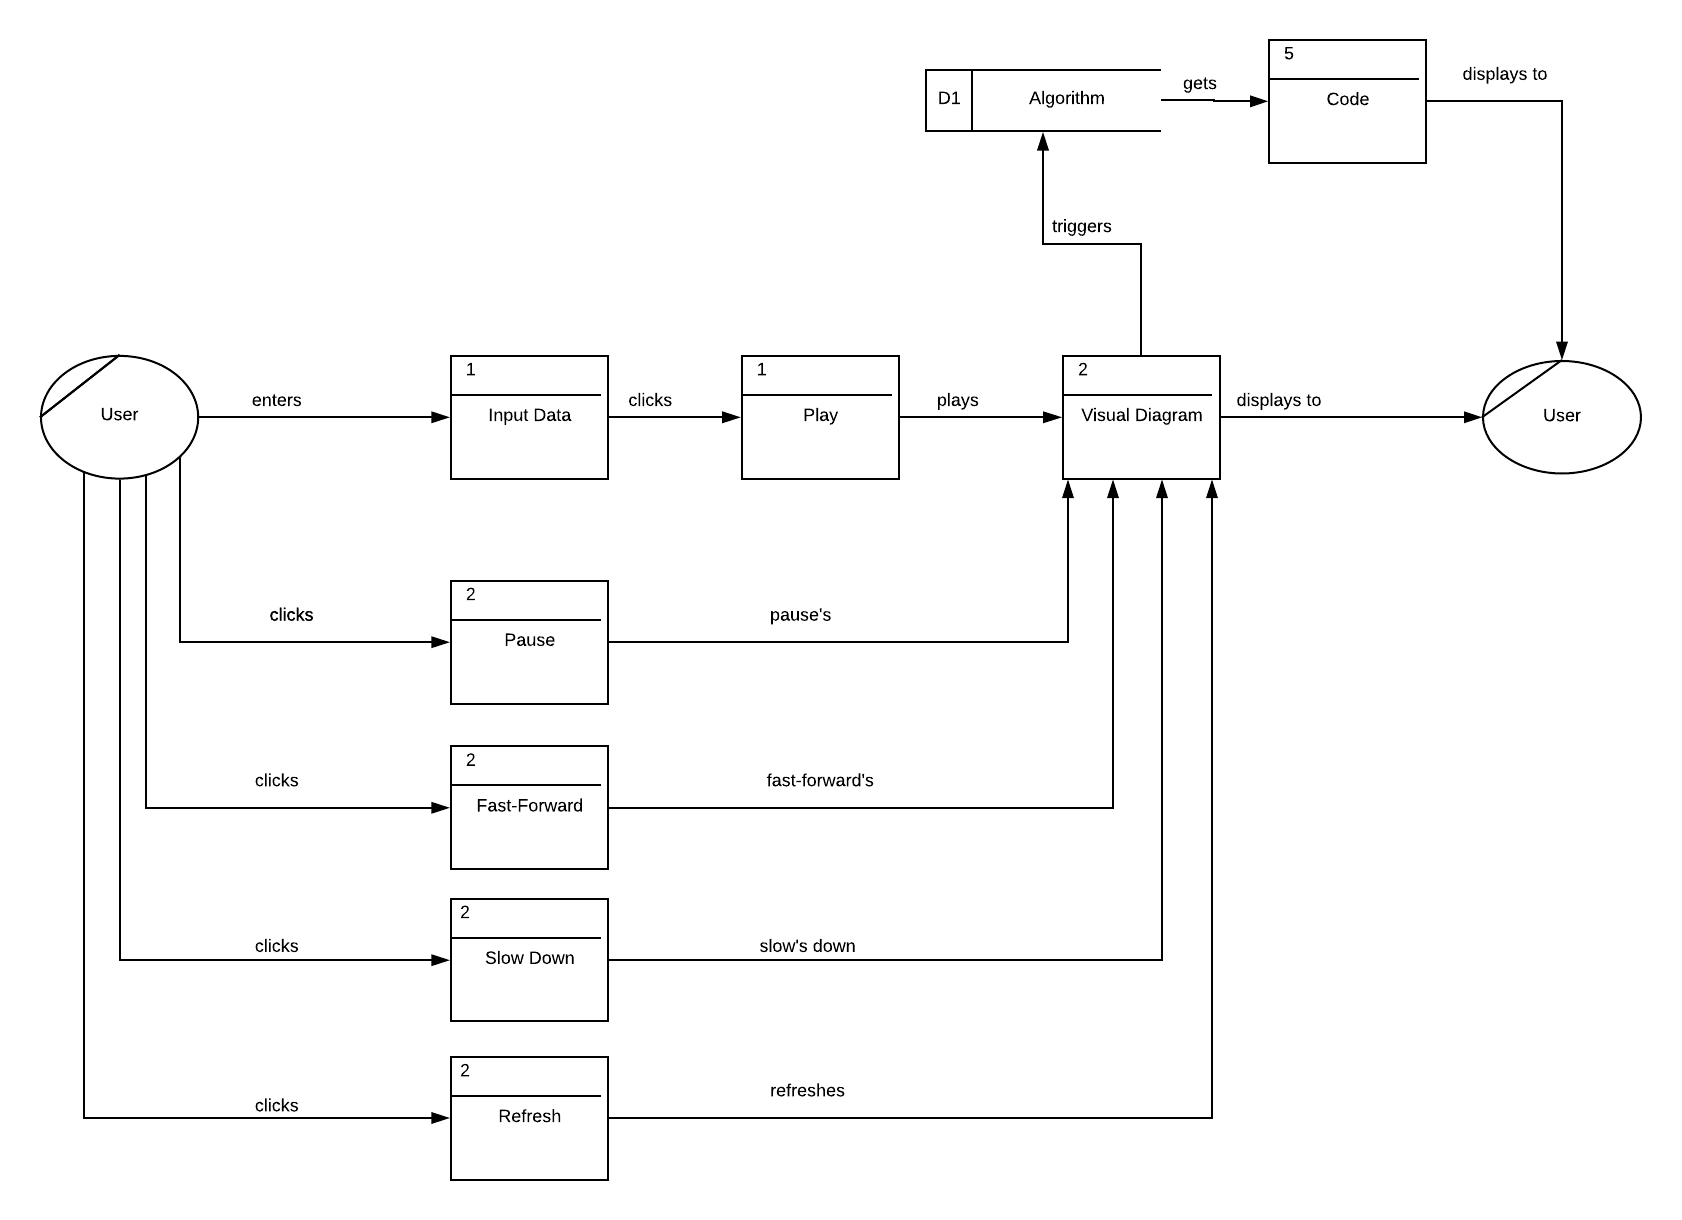 5
displays to
gets
D1
Algorithm
Code
triggers
1
1
2
enters
clicks
plays
displays to
User
Input Data
Play
Visual Diagram
User
2
clicks
pause's
Pause
2
clicks
fast-forward's
Fast-Forward
2
clicks
slow's down
Slow Down
2
clicks
refreshes
Refresh